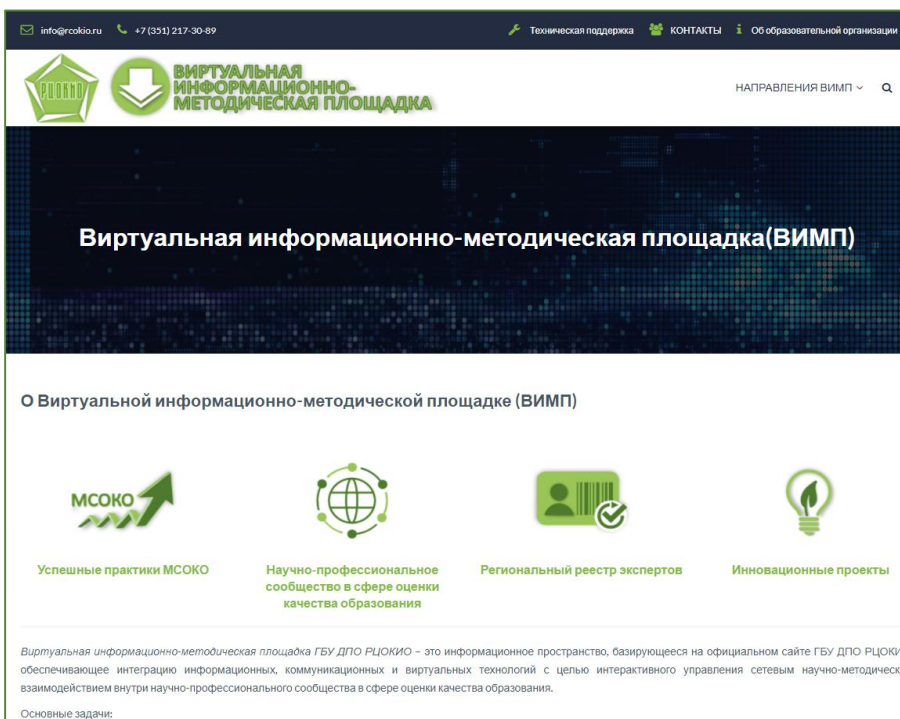 info@rcokio.ru +7 (351) 217-30-89 Техническая поддержка КОНТАКТЫ Об образовательной организации
РЦОКИО
ВИРТУАЛЬНАЯ
ИНФОРМАЦИОННО-
МЕТОДИЧЕСКАЯ ПЛОЩАДКА
НАПРАВЛЕНИЯ ВИМП
Виртуальная информационно-методическая площадка(ВИМП)
О Виртуальной информационно-методической площадке (ВИМП)
МСОКО
Успешные практики МСОКО
Научно-профессиональное
сообщество в сфере оценки
качества образования
Региональный реестр экспертов
Инновационные проекты
Виртуальная информационно-методическая площадка ГБУ ДПО РЦОКИО – это информационное пространство, базирующееся на официальном сайте ГБУ ДПО РЦОКИ
обеспечивающее интеграцию информационных, коммуникационных и виртуальных технологий с целью интерактивного управления сетевым научно-методическ
взаимодействием внутри научно-профессионального сообщества в сфере оценки качества образования.
Основные задачи: